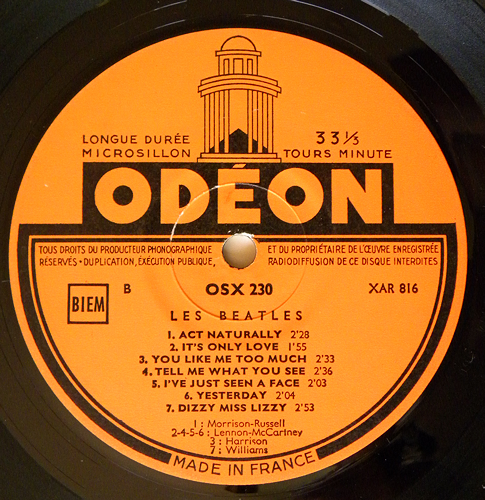 LONGUE DURÉE 33 1/3
MICROSILLON TOURS MINUTE
ODÉON
TOUS DROITS DU PRODUCTEUR PHONOGRAPHIQUE ET DU PROPRIÉTAIRE DE L'ŒUVRE ENREGISTRÉE
RÉSERVÉS • DUPLICATION, EXÉCUTION PUBLIQUE, RADIODIFFUSION DE CE DISQUE INTERDITES
BIEM B OSX 230 XAR 816
LES BEATLES
1. ACT NATURALLY 2'28
2. IT'S ONLY LOVE 1'55
3. YOU LIKE ME TOO MUCH 2'33
4. TELL ME WHAT YOU SEE 2'36
5. I'VE JUST SEEN A FACE 2'03
6. YESTERDAY 2'04
7. DIZZY MISS LIZZY 2'53
1 : Morrison-Russell
2-4-5-6 : Lennon-McCartney
3 : Harrison
7 : Williams
MADE IN FRANCE